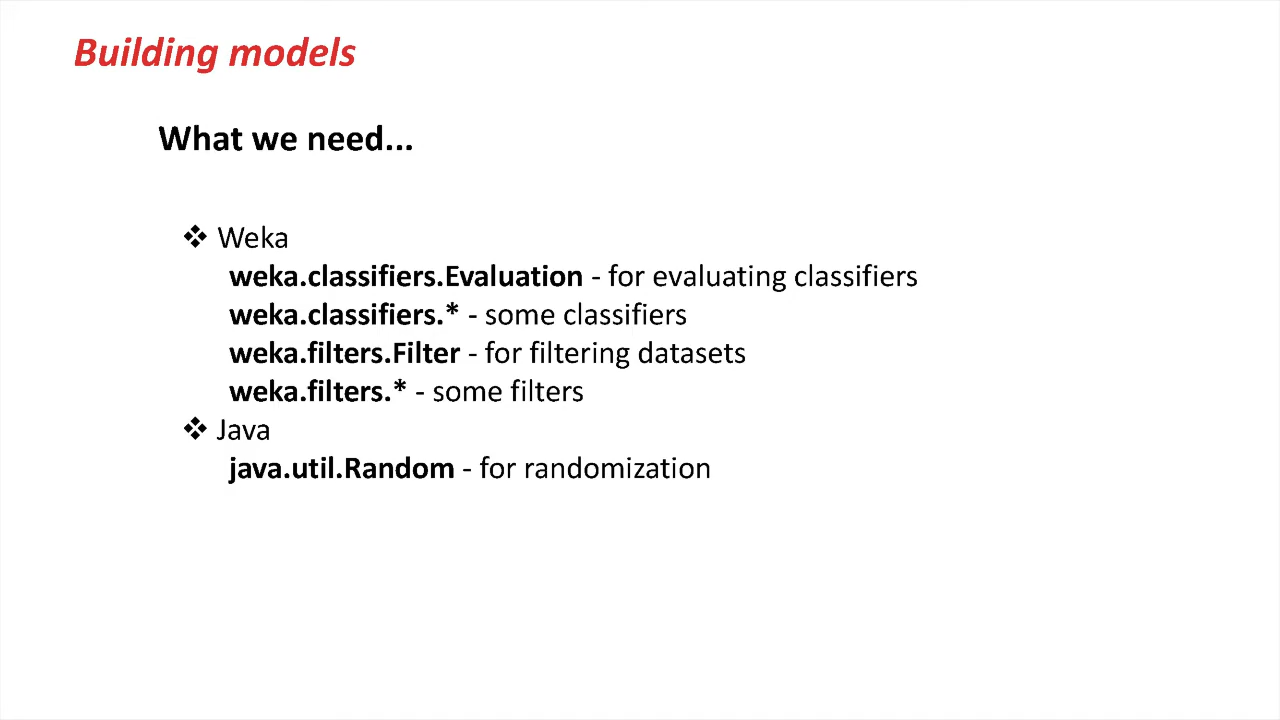 Building models
What we need...
❖ Weka
weka.classifiers.Evaluation - for evaluating classifiers
weka.classifiers.* - some classifiers
weka.filters.Filter - for filtering datasets
weka.filters.* - some filters
❖ Java
java.util.Random - for randomization